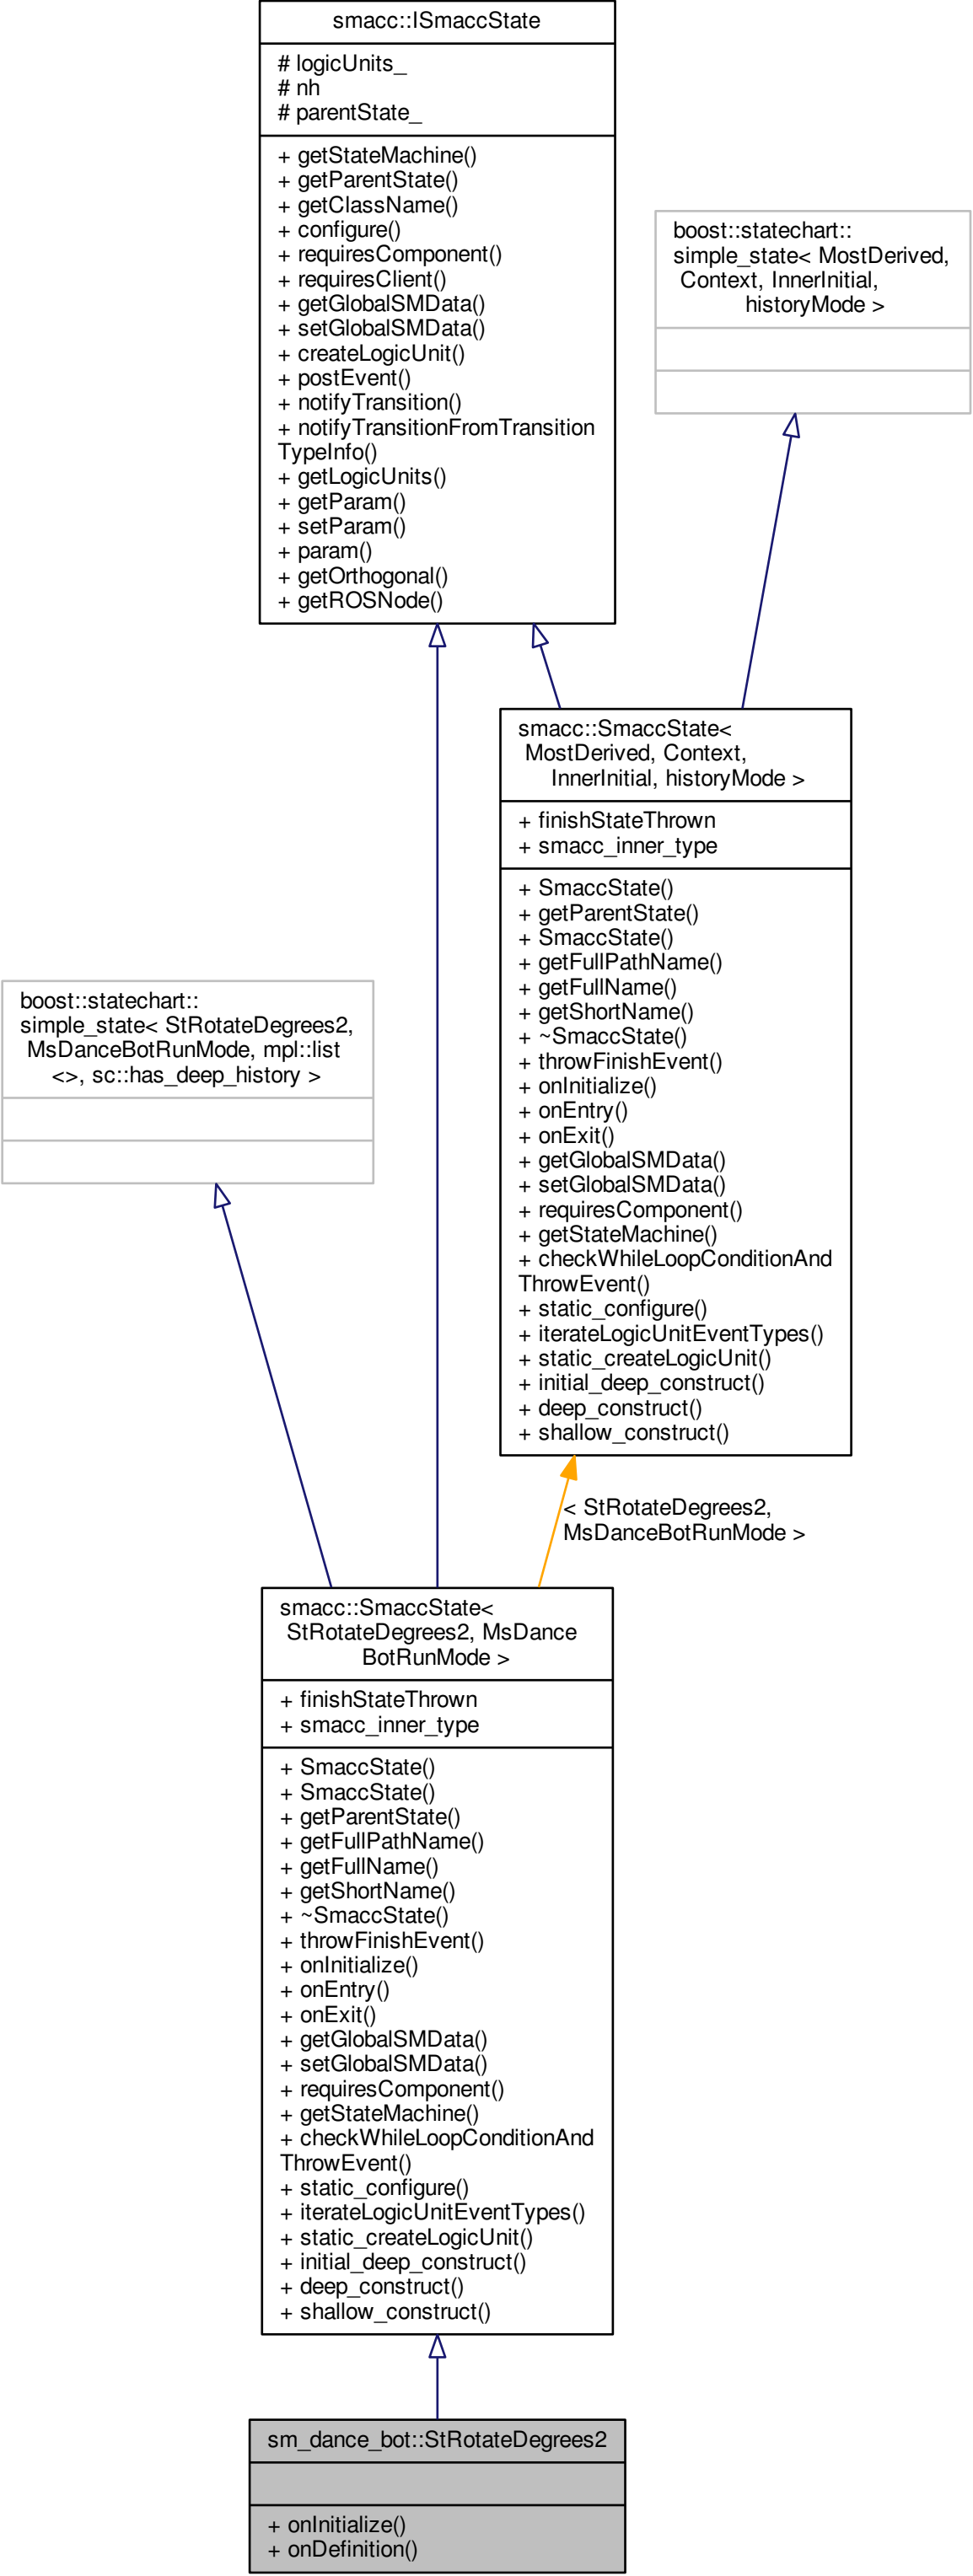 smacc::ISmaccState
# logicUnits_
# nh
# parentState_
+ getStateMachine()
+ getParentState()
+ getClassName()
+ configure()
+ requiresComponent()
+ requiresClient()
+ getGlobalSMData()
+ setGlobalSMData()
+ createLogicUnit()
+ postEvent()
+ notifyTransition()
+ notifyTransitionFromTransition
TypeInfo()
+ getLogicUnits()
+ getParam()
+ setParam()
+ param()
+ getOrthogonal()
+ getROSNode()
boost::statechart::
simple_state< MostDerived,
Context, InnerInitial,
historyMode >
smacc::SmaccState<
MostDerived, Context,
InnerInitial, historyMode >
+ finishStateThrown
+ smacc_inner_type
+ SmaccState()
+ getParentState()
+ SmaccState()
+ getFullPathName()
+ getFullName()
+ getShortName()
+ ~SmaccState()
+ throwFinishEvent()
+ onInitialize()
+ onEntry()
+ onExit()
+ getGlobalSMData()
+ setGlobalSMData()
+ requiresComponent()
+ getStateMachine()
+ checkWhileLoopConditionAnd
ThrowEvent()
+ static_configure()
+ iterateLogicUnitEventTypes()
+ static_createLogicUnit()
+ initial_deep_construct()
+ deep_construct()
+ shallow_construct()
boost::statechart::
simple_state< StRotateDegrees2,
MsDanceBotRunMode, mpl::list
<>, sc::has_deep_history >
< StRotateDegrees2,
MsDanceBotRunMode >
smacc::SmaccState<
StRotateDegrees2, MsDance
BotRunMode >
+ finishStateThrown
+ smacc_inner_type
+ SmaccState()
+ SmaccState()
+ getParentState()
+ getFullPathName()
+ getFullName()
+ getShortName()
+ ~SmaccState()
+ throwFinishEvent()
+ onInitialize()
+ onEntry()
+ onExit()
+ getGlobalSMData()
+ setGlobalSMData()
+ requiresComponent()
+ getStateMachine()
+ checkWhileLoopConditionAnd
ThrowEvent()
+ static_configure()
+ iterateLogicUnitEventTypes()
+ static_createLogicUnit()
+ initial_deep_construct()
+ deep_construct()
+ shallow_construct()
sm_dance_bot::StRotateDegrees2
+ onInitialize()
+ onDefinition()